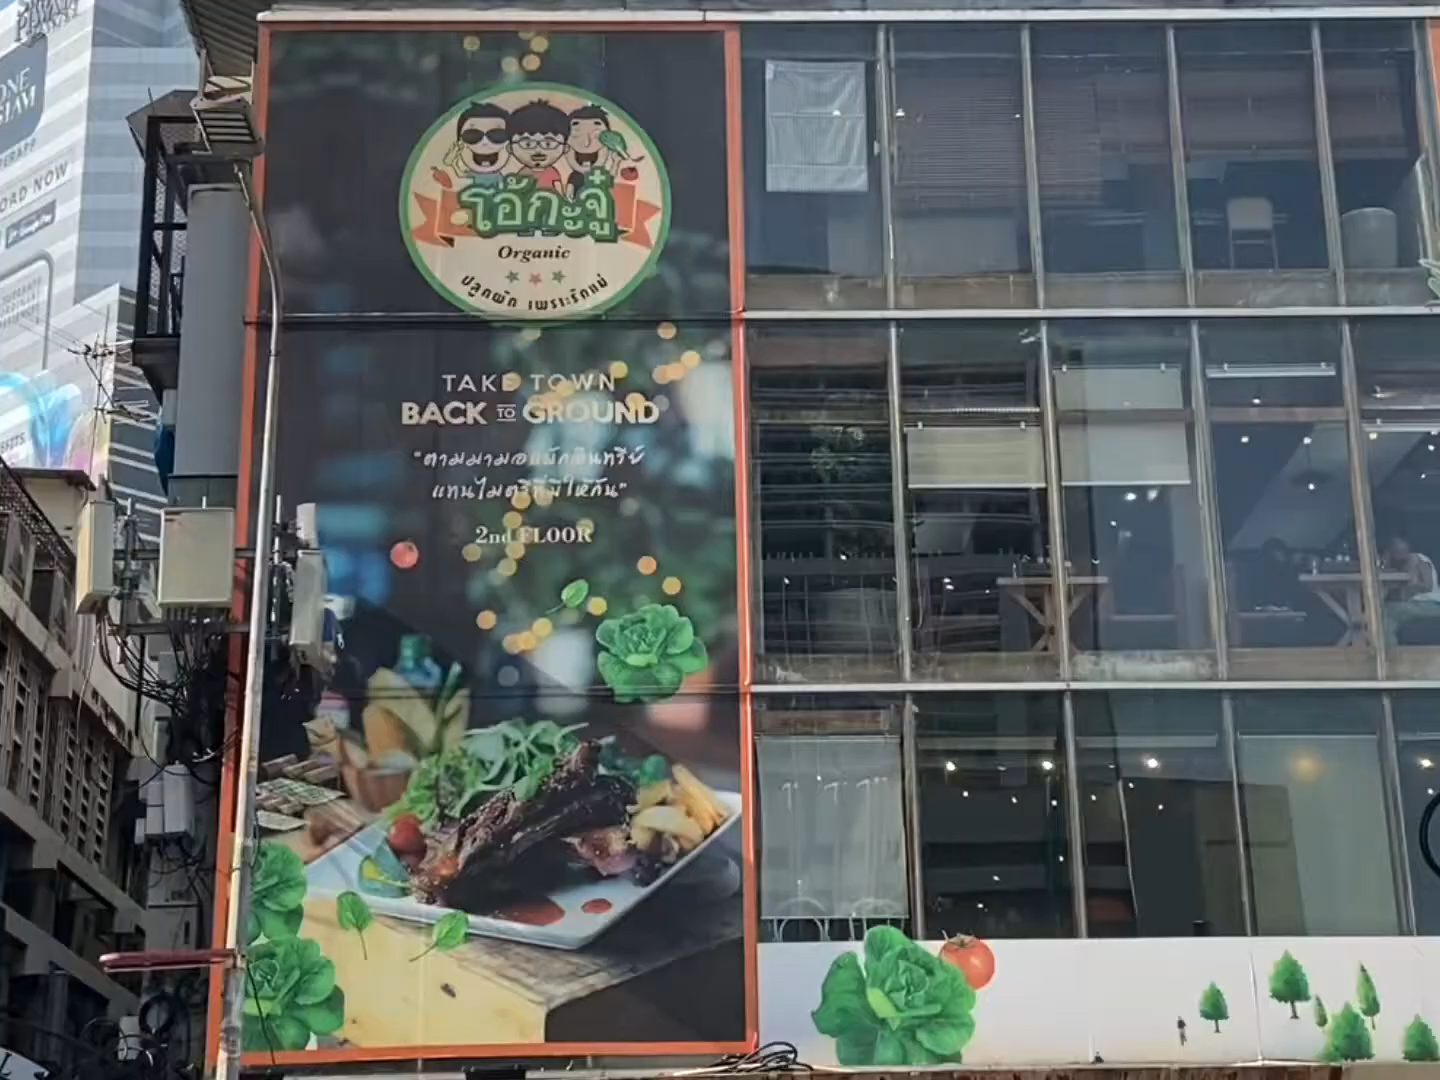 ONE
SIAM
โอ้กะจู๋
Organic
ปลูกผัก เพราะรักแม่
TAKE TOWN
BACK TO GROUND
"ตามมามอบผักอินทรีย์
แทนไมตรีที่มีให้กัน"
2nd FLOOR